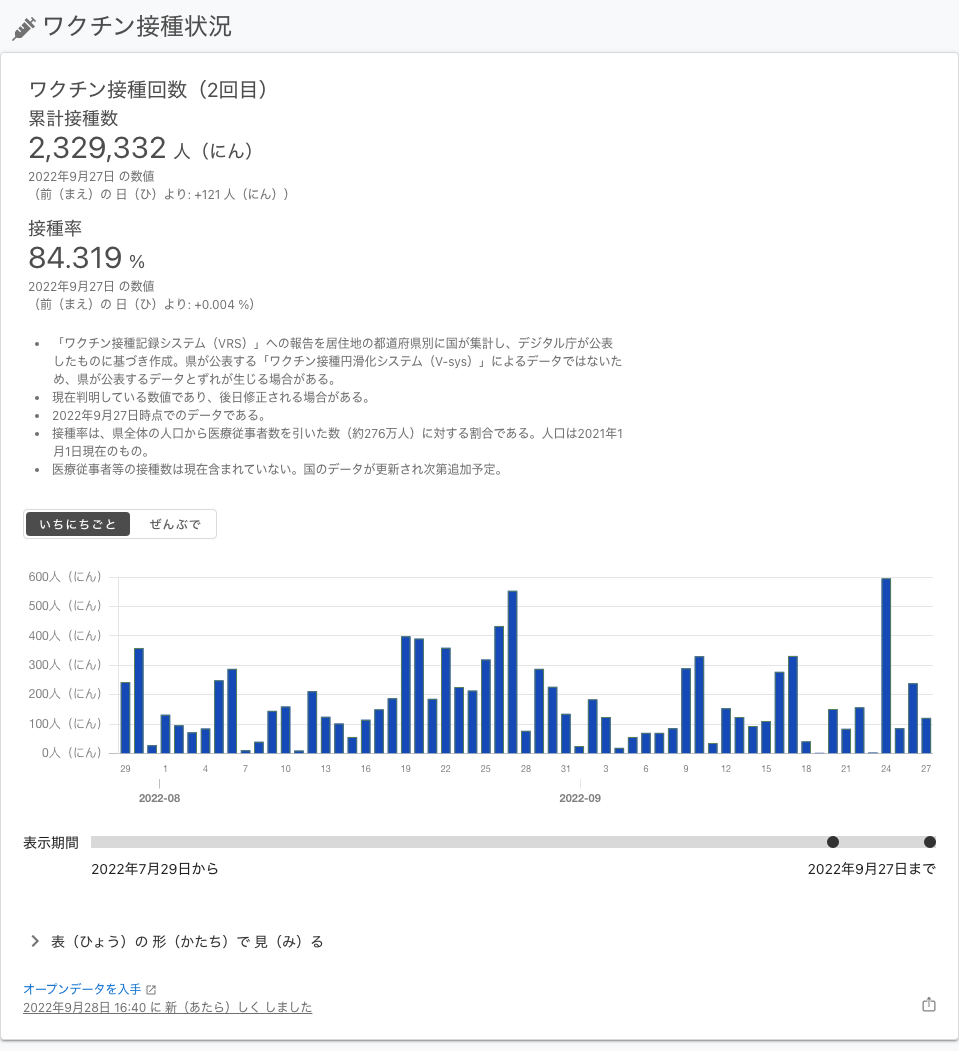 ワクチン接種状況
ワクチン接種回数（2回目）
累計接種数
2,329,332 人（にん）
2022年9月27日 の数値
（前（まえ）の 日（ひ）より: +121 人（にん））
接種率
84.319 %
2022年9月27日 の数値
（前（まえ）の 日（ひ）より: +0.004 %）
• 「ワクチン接種記録システム（VRS）」への報告を居住地の都道府県別に国が集計し、デジタル庁が公表
したものに基づき作成。県が公表する「ワクチン接種円滑化システム（V-sys）」によるデータではないた
め、県が公表するデータとずれが生じる場合がある。
• 現在判明している数値であり、後日修正される場合がある。
• 2022年9月27日時点でのデータである。
• 接種率は、県全体の人口から医療従事者数を引いた数（約276万人）に対する割合である。人口は2021年1
月1日現在のもの。
• 医療従事者等の接種数は現在含まれていない。国のデータが更新され次第追加予定。
いちにちごと ぜんぶで
600人（にん）
500人（にん）
400人（にん）
300人（にん）
200人（にん）
100人（にん）
0人（にん）
29 1 4 7 10 13 16 19 22 25 28 31 3 6 9 12 15 18 21 24 27
2022-08 2022-09
表示期間
2022年7月29日から 2022年9月27日まで
表（ひょう）の 形（かたち）で 見（み）る
オープンデータを入手
2022年9月28日 16:40 に 新（あたら）しく しました